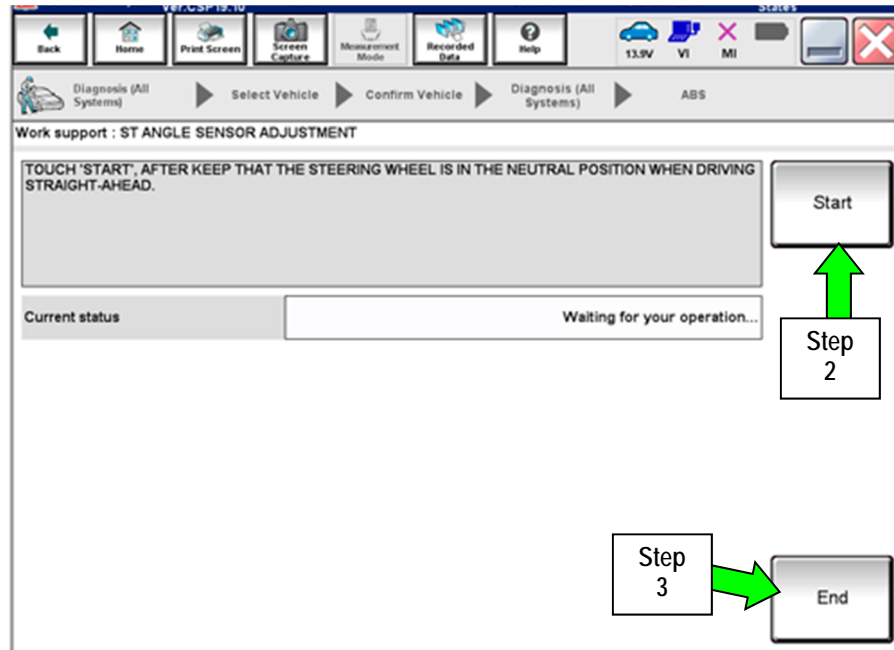 Ver.CSP19.10 States
Back Home Print Screen Screen Capture Measurement Mode Recorded Data Help 13.9V VI MI
Diagnosis (All Systems) Select Vehicle Confirm Vehicle Diagnosis (All Systems) ABS
Work support : ST ANGLE SENSOR ADJUSTMENT
TOUCH 'START', AFTER KEEP THAT THE STEERING WHEEL IS IN THE NEUTRAL POSITION WHEN DRIVING
STRAIGHT-AHEAD.
Start
Current status Waiting for your operation...
Step
2
Step
3
End